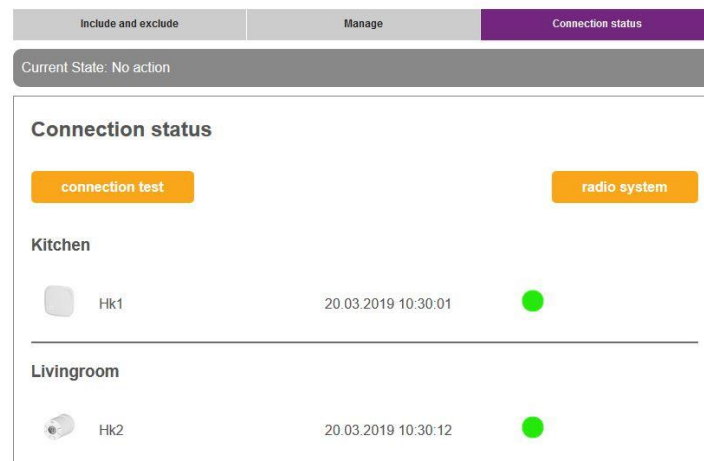 Include and exclude
Manage
Connection status
Current State: No action
Connection status
connection test
radio system
Kitchen
Hk1 20.03.2019 10:30:01
Livingroom
Hk2 20.03.2019 10:30:12